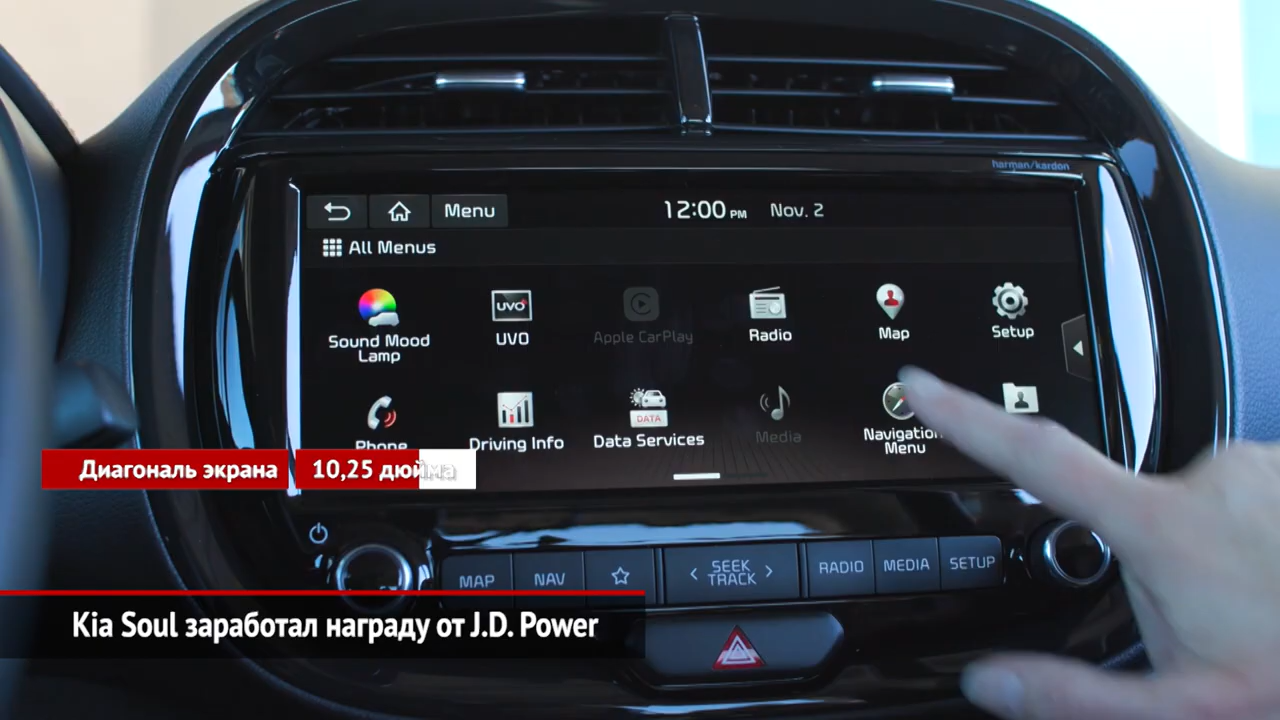 harman/kardon
Menu
12:00 PM Nov. 2
All Menus
Sound Mood
Lamp
UVO
UVO
Apple CarPlay
Radio
Map
Setup
Phone
Driving Info
DATA
Data Services
Media
Navigation
Menu
Диагональ экрана
10,25 дюйма
MAP
NAV
SEEK
TRACK
RADIO
MEDIA
SETUP
Kia Soul заработал награду от J.D. Power